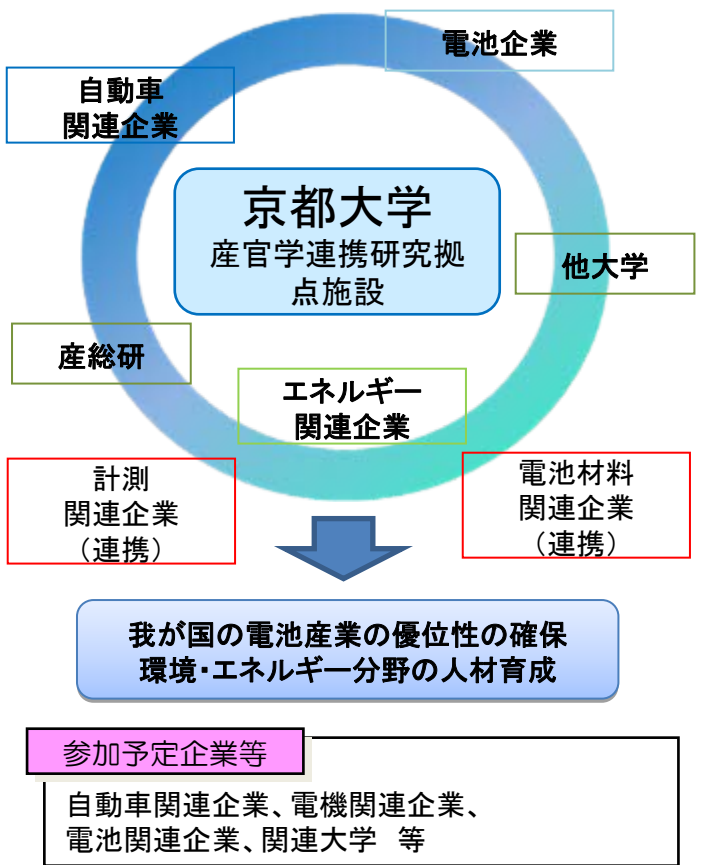 電池企業
自動車
関連企業
京都大学
産官学連携研究拠
点施設
他大学
産総研
エネルギー
関連企業
計測
関連企業
（連携）
電池材料
関連企業
（連携）
我が国の電池産業の優位性の確保
環境・エネルギー分野の人材育成
参加予定企業等
自動車関連企業、電機関連企業、
電池関連企業、関連大学　等